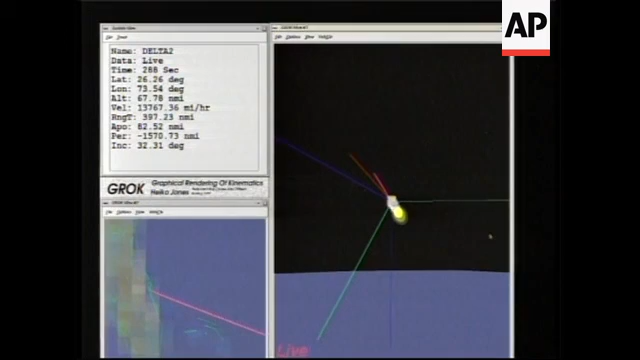 AP
Name: DELTA2
Data: Live
Time: 288 Sec
Lat: 26.26 deg
Lon: 73.54 deg
Alt: 67.78 nmi
Vel: 13767.36 mi/hr
RngT: 397.23 nmi
Apo: 82.52 nmi
Per: -1570.73 nmi
Inc: 32.31 deg
GROK
Graphical Rendering Of Kinematics
Heiko Jones
Live